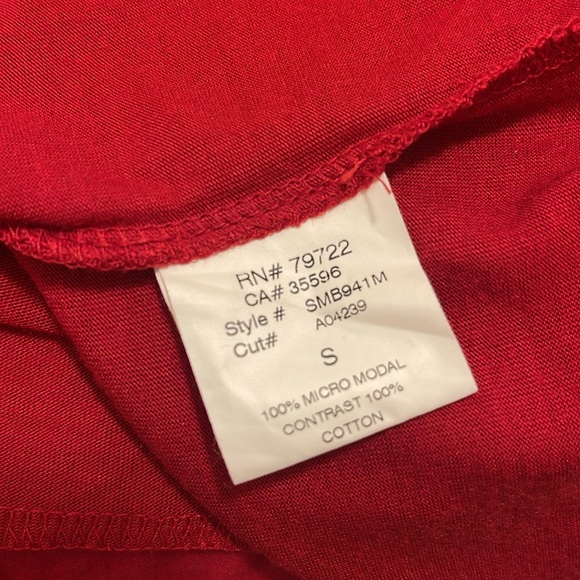 RN# 79722
CA# 35596
Style # SMB941M
Cut# A04239
S
100% MICRO MODAL
CONTRAST 100%
COTTON